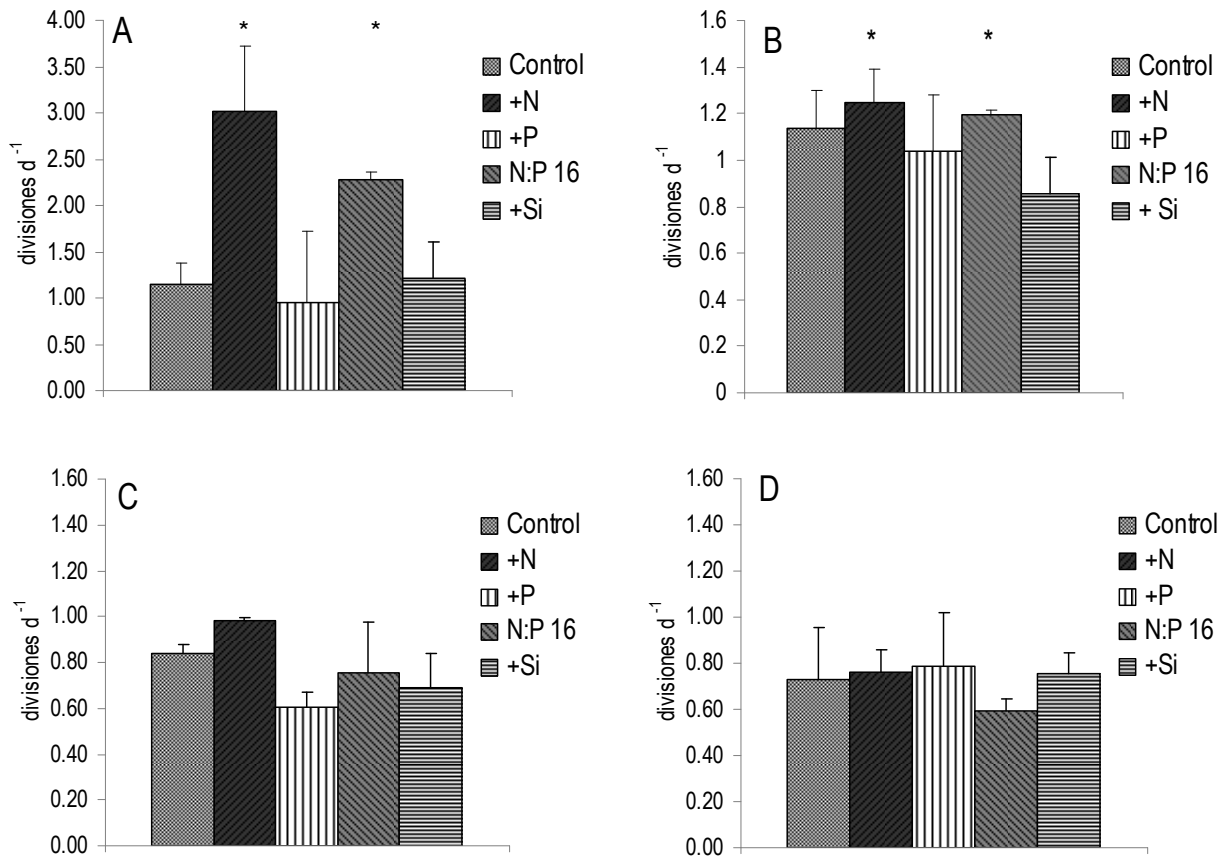 A
* *
4.00
3.50
3.00
2.50
2.00
1.50
1.00
0.50
0.00
divisiones d⁻¹
Control
+N
+P
N:P 16
+Si
B
* *
1.6
1.4
1.2
1
0.8
0.6
0.4
0.2
0
divisiones d⁻¹
Control
+N
+P
N:P 16
+ Si
C
1.60
1.40
1.20
1.00
0.80
0.60
0.40
0.20
0.00
divisiones d⁻¹
Control
+N
+P
N:P 16
+Si
D
1.60
1.40
1.20
1.00
0.80
0.60
0.40
0.20
0.00
divisiones d⁻¹
Control
+N
+P
N:P 16
+Si